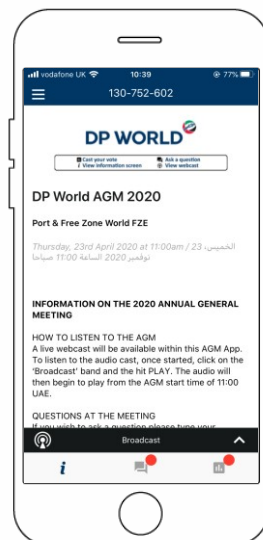 vodafone UK 10:39 77%
130-752-602
DP WORLD
Cast your vote Ask a question
View information screen View webcast
DP World AGM 2020
Port & Free Zone World FZE
Thursday, 23rd April 2020 at 11:00am / 23 الخميس،
نوفمبر 2020 الساعة 11:00 صباحا
INFORMATION ON THE 2020 ANNUAL GENERAL
MEETING
HOW TO LISTEN TO THE AGM
A live webcast will be available within this AGM App.
To listen to the audio cast, once started, click on the
‘Broadcast’ band and the hit PLAY. The audio will
then begin to play from the AGM start time of 11:00
UAE.
QUESTIONS AT THE MEETING
If you wish to ask a question please type your
Broadcast
i